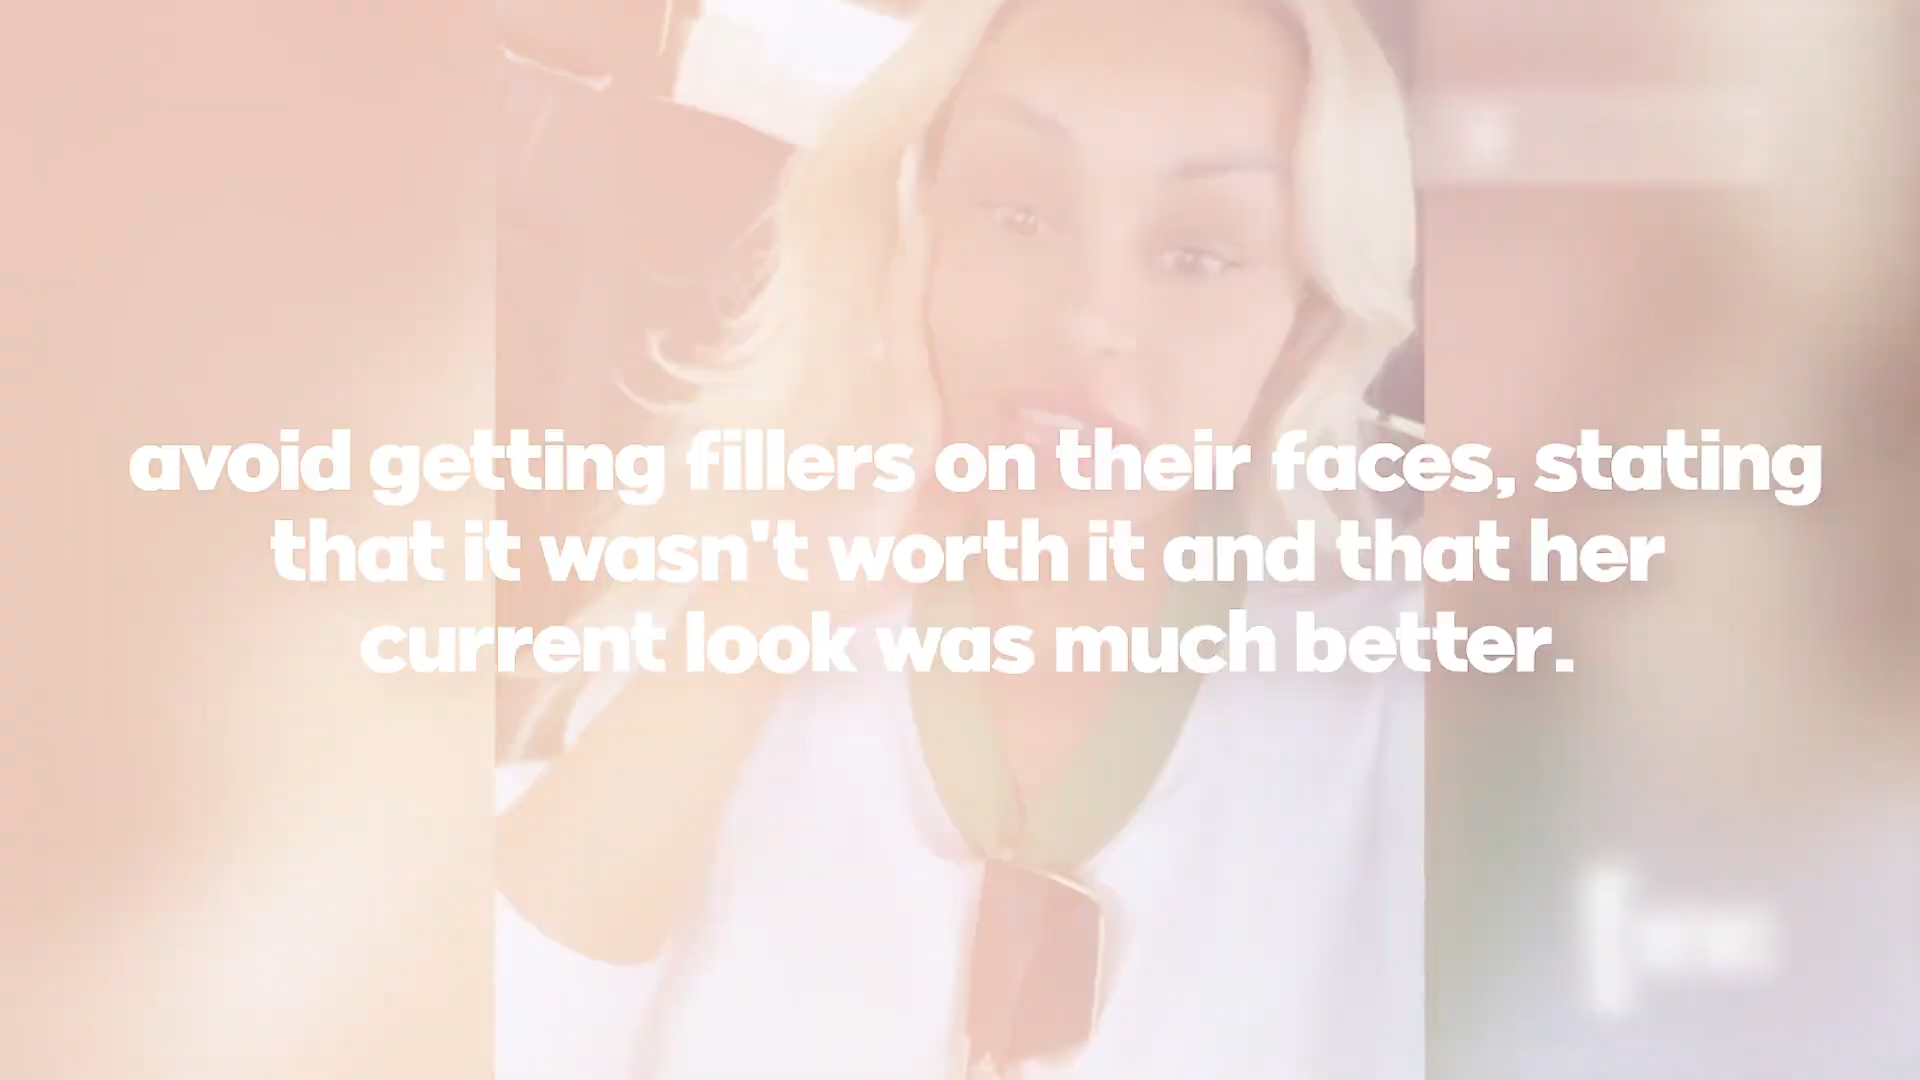 avoid getting fillers on their faces, stating
that it wasn't worth it and that her
current look was much better.